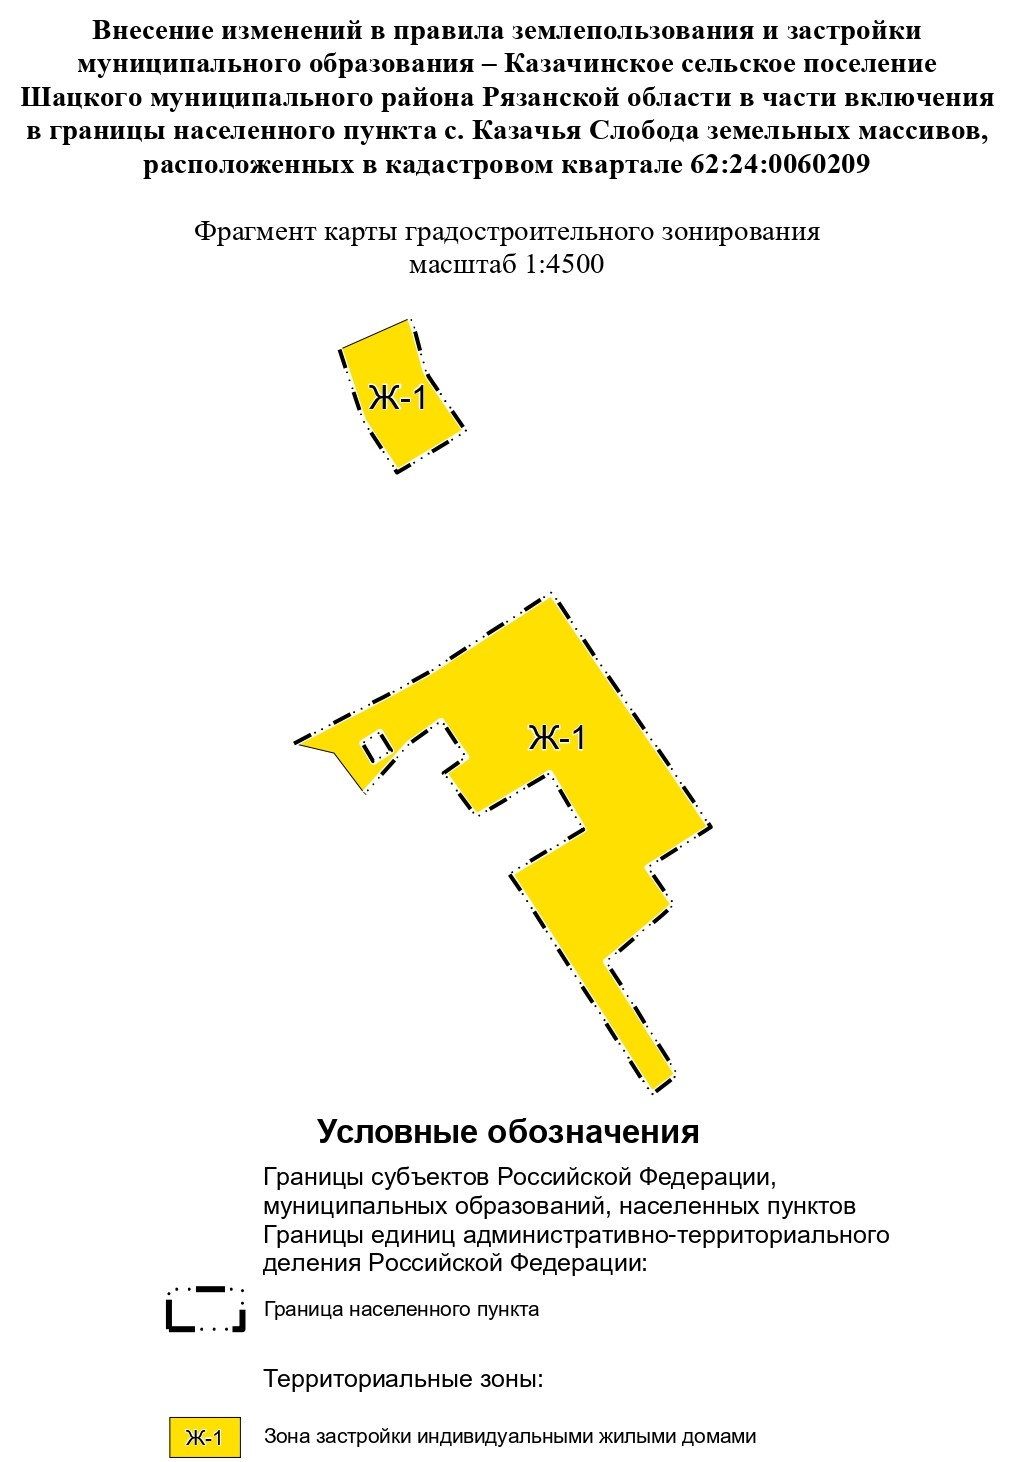 Внесение изменений в правила землепользования и застройки
муниципального образования – Казачинское сельское поселение
Шацкого муниципального района Рязанской области в части включения
в границы населенного пункта с. Казачья Слобода земельных массивов,
расположенных в кадастровом квартале 62:24:0060209
Фрагмент карты градостроительного зонирования
масштаб 1:4500
Ж-1
Ж-1
Условные обозначения
Границы субъектов Российской Федерации,
муниципальных образований, населенных пунктов
Границы единиц административно-территориального
деления Российской Федерации:
Граница населенного пункта
Территориальные зоны:
Ж-1 Зона застройки индивидуальными жилыми домами